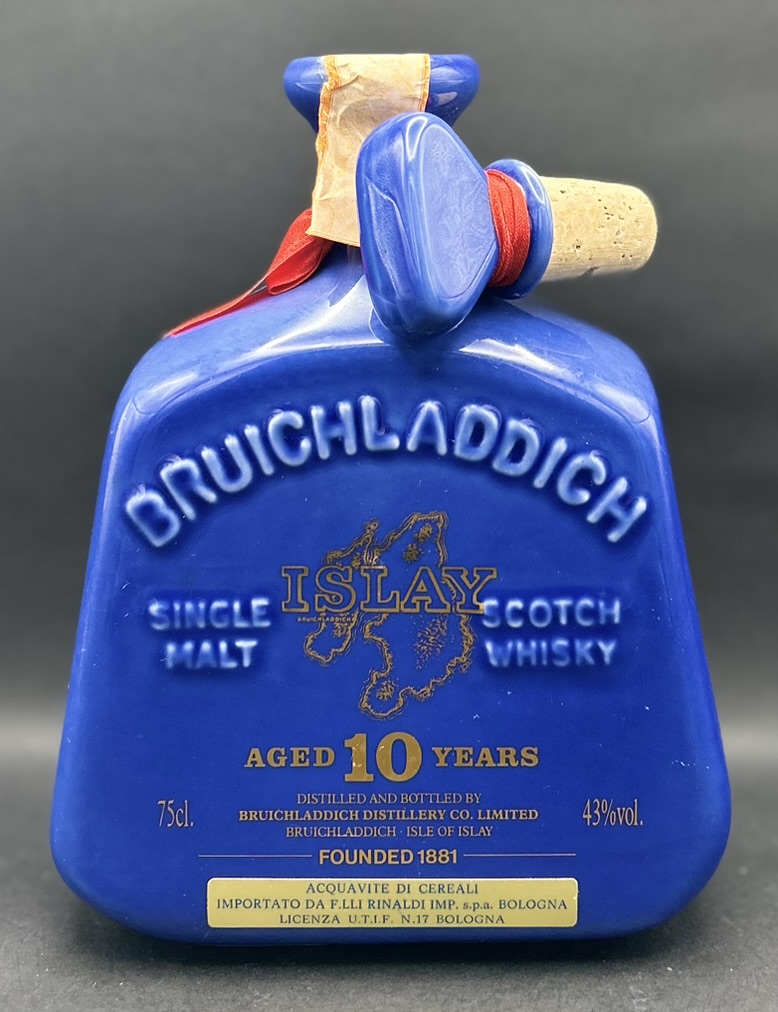 BRUICHLADDICH
ISLAY
BRUICHLADDICH
SINGLE
MALT
SCOTCH
WHISKY
AGED 10 YEARS
75cl.
DISTILLED AND BOTTLED BY
BRUICHLADDICH DISTILLERY CO. LIMITED
BRUICHLADDICH · ISLE OF ISLAY
43%vol.
FOUNDED 1881
ACQUAVITE DI CEREALI
IMPORTATO DA F.LLI RINALDI IMP. s.p.a. BOLOGNA
LICENZA U.T.I.F. N.17 BOLOGNA